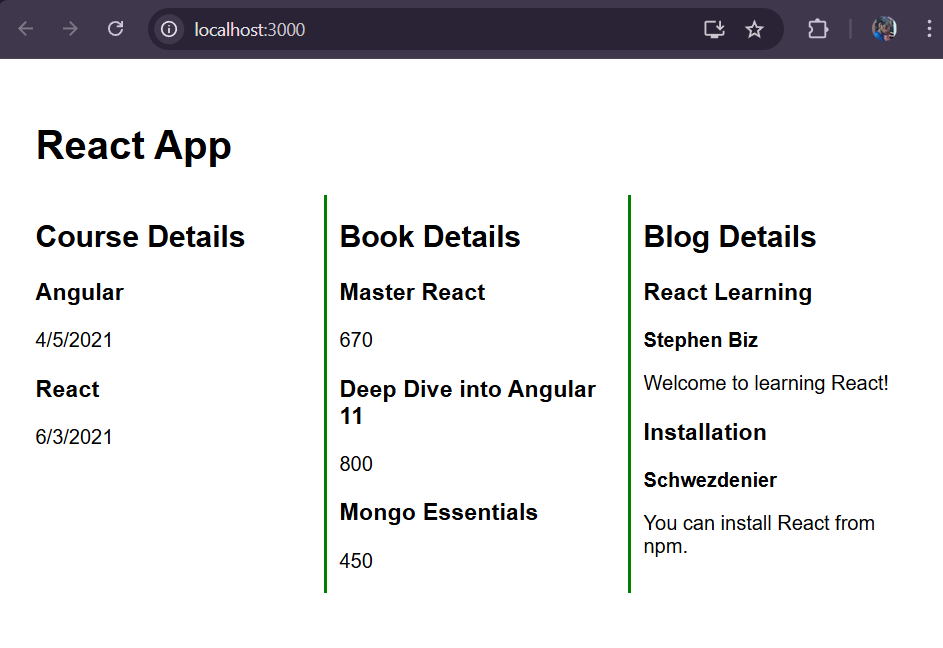 localhost:3000
React App
Course Details
Angular
4/5/2021
React
6/3/2021
Book Details
Master React
670
Deep Dive into Angular
11
800
Mongo Essentials
450
Blog Details
React Learning
Stephen Biz
Welcome to learning React!
Installation
Schwezdenier
You can install React from
npm.